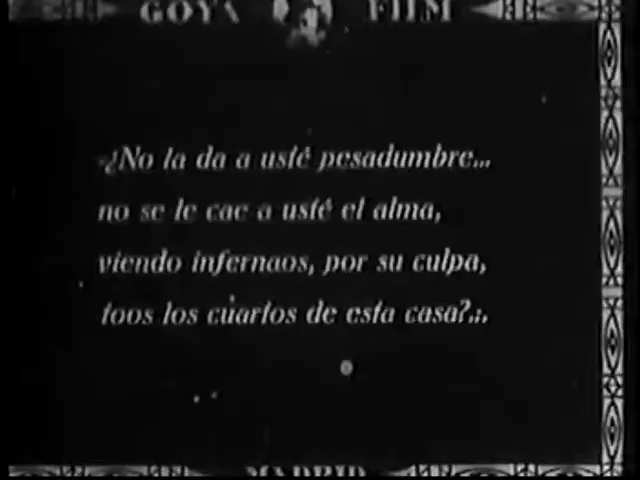 GOYA FILM
-¿No la da a usté pesadumbre...
no se le cae a usté el alma,
viendo infernaos, por su culpa,
toos los cuartos de esta casa?...
MADRID